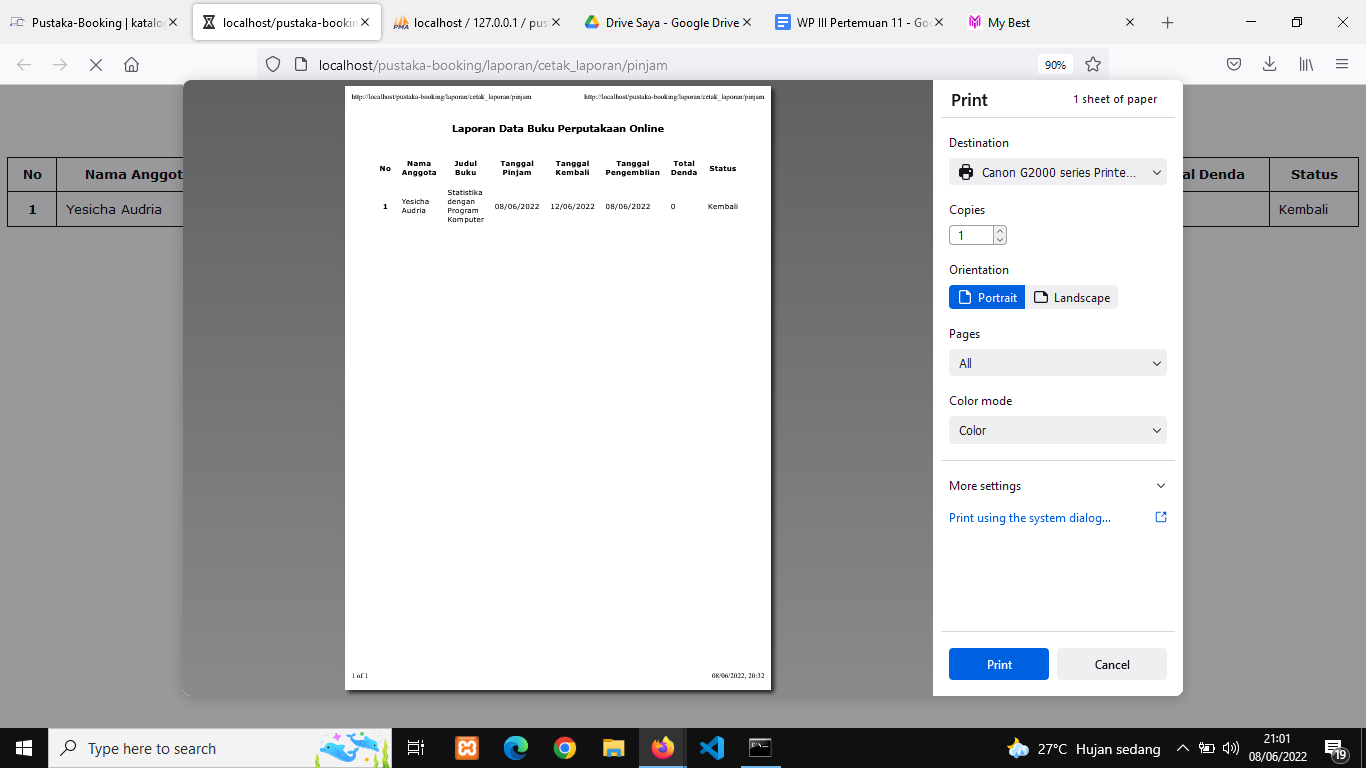 Pustaka-Booking | katalog
localhost/pustaka-bookin
localhost / 127.0.0.1 / pus
Drive Saya - Google Drive
WP III Pertemuan 11 - Goo
My Best
localhost/pustaka-booking/laporan/cetak_laporan/pinjam
90%
http://localhost/pustaka-booking/laporan/cetak_laporan/pinjam http://localhost/pustaka-booking/laporan/cetak_laporan/pinjam
Laporan Data Buku Perputakaan Online
No Nama Anggota Judul Buku Tanggal Pinjam Tanggal Kembali Tanggal Pengemblian Total Denda Status
1 Yesicha Audria Statistika dengan Program Komputer 08/06/2022 12/06/2022 08/06/2022 0 Kembali
1 of 1 08/06/2022, 20:32
No Nama Anggot al Denda Status
1 Yesicha Audria Kembali
Print 1 sheet of paper
Destination
Canon G2000 series Printe...
Copies
1
Orientation
Portrait Landscape
Pages
All
Color mode
Color
More settings
Print using the system dialog...
Print Cancel
Type here to search
27°C Hujan sedang
21:01
08/06/2022
19